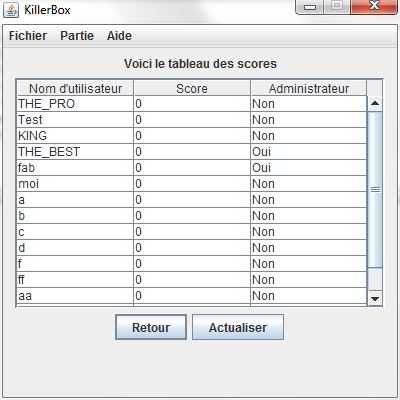 KillerBox
Fichier Partie Aide
Voici le tableau des scores
Nom d'utilisateur Score Administrateur
THE_PRO 0 Non
Test 0 Non
KING 0 Non
THE_BEST 0 Oui
fab 0 Oui
moi 0 Non
a 0 Non
b 0 Non
c 0 Non
d 0 Non
f 0 Non
ff 0 Non
aa 0 Non
Retour Actualiser